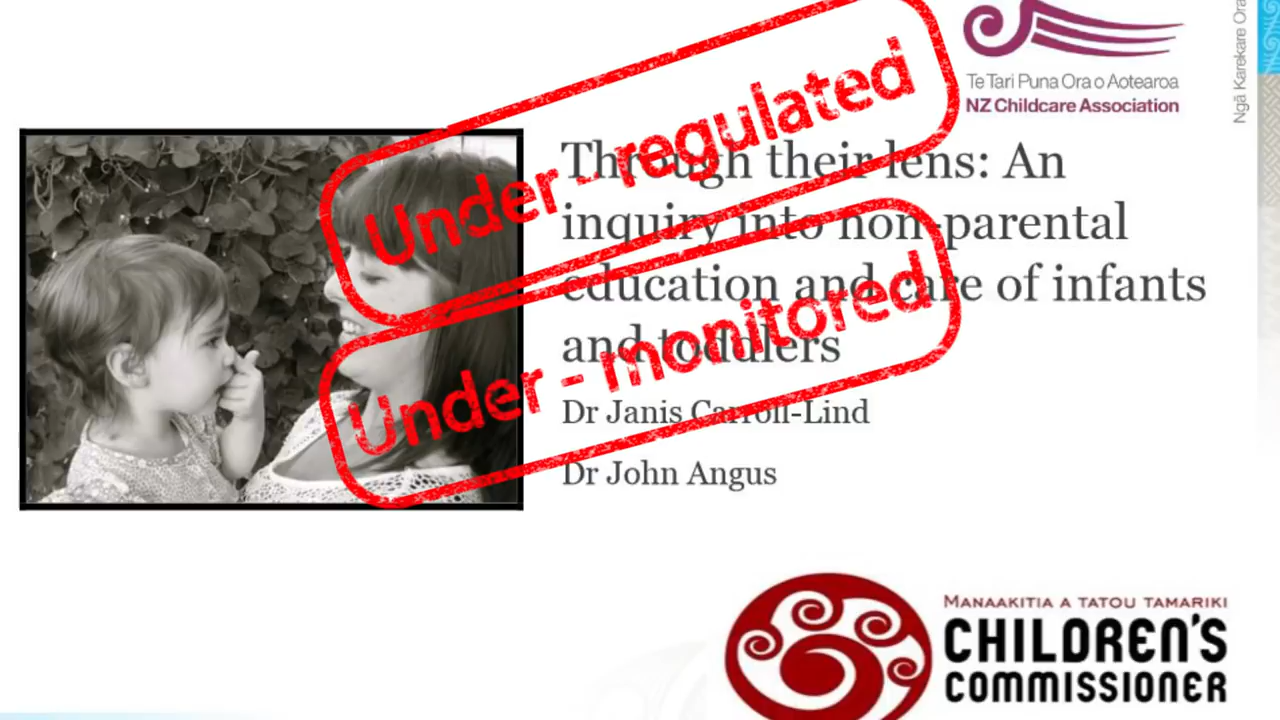 Te Tari Puna Ora o Aotearoa
NZ Childcare Association
Ngā Karekare Ora
Under - regulated
Under - monitored
Through their lens: An
inquiry into non-parental
education and care of infants
and toddlers
Dr Janis Carroll-Lind
Dr John Angus
MANAAKITIA A TATOU TAMARIKI
CHILDREN'S
COMMISSIONER